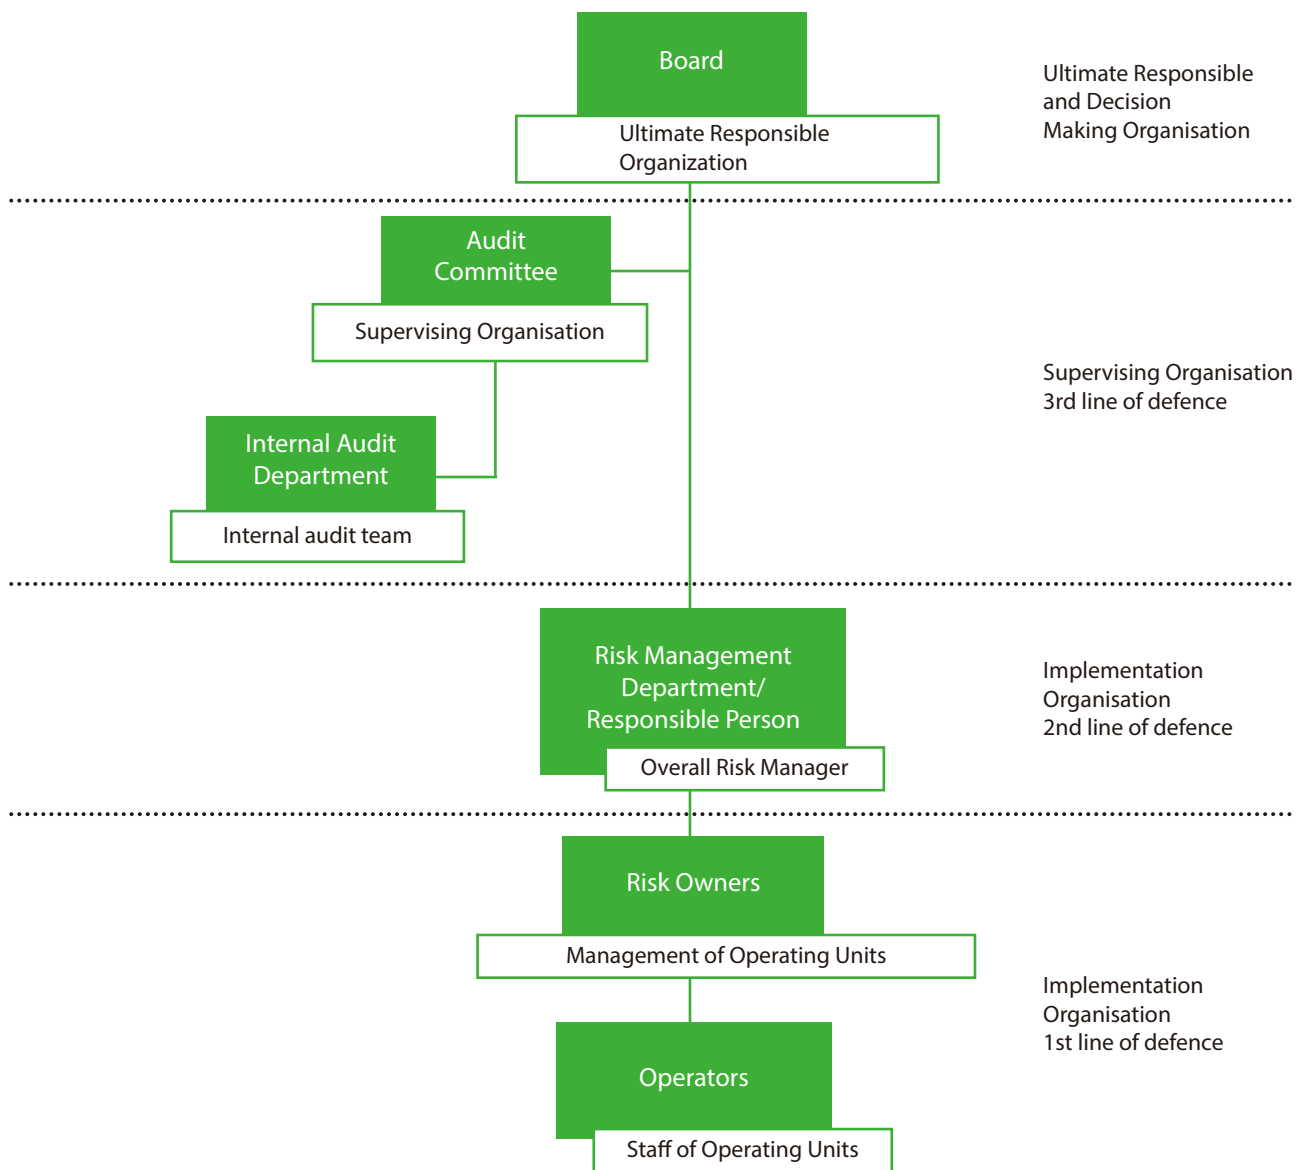 Board
Ultimate Responsible
Organization
Ultimate Responsible
and Decision
Making Organisation
Audit
Committee
Supervising Organisation
Internal Audit
Department
Internal audit team
Supervising Organisation
3rd line of defence
Risk Management
Department/
Responsible Person
Overall Risk Manager
Implementation
Organisation
2nd line of defence
Risk Owners
Management of Operating Units
Operators
Staff of Operating Units
Implementation
Organisation
1st line of defence